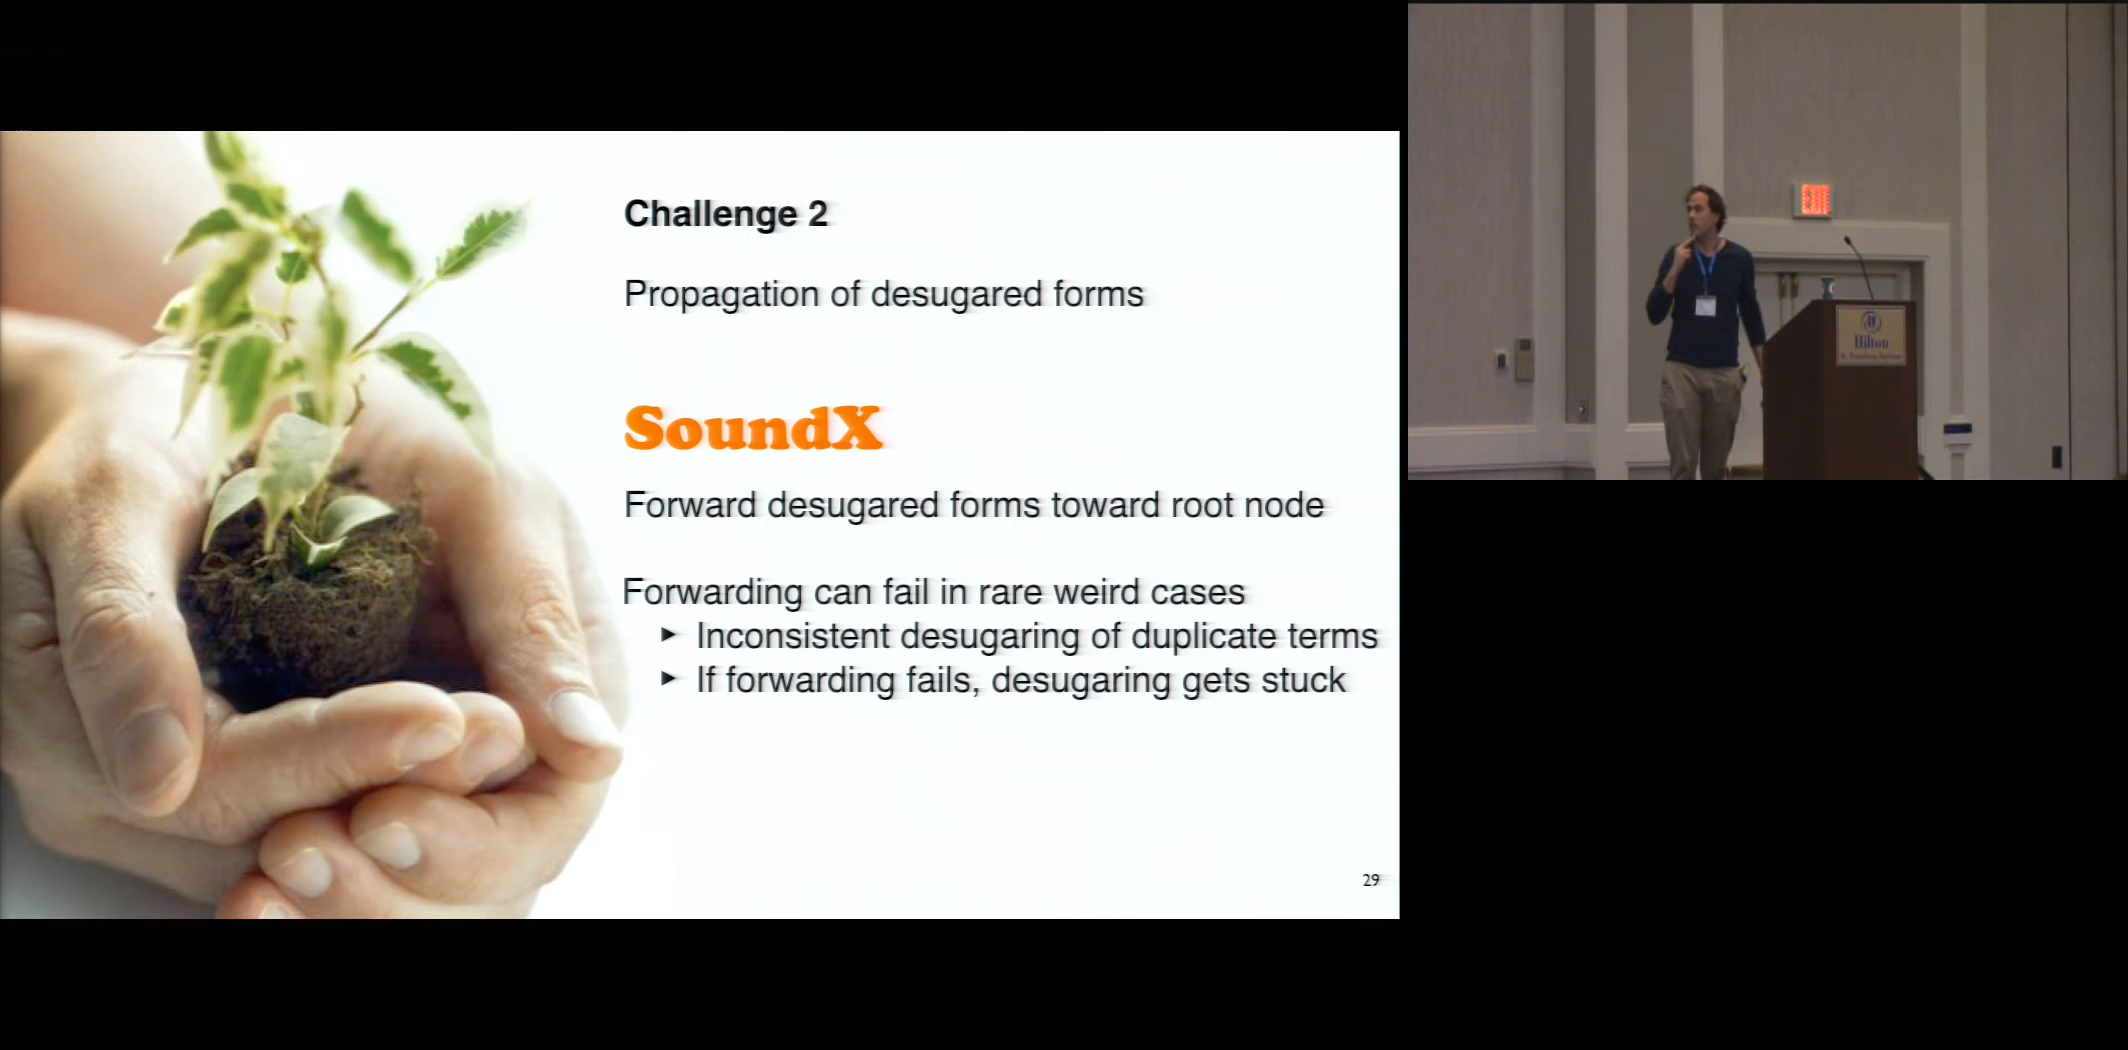 Challenge 2
Propagation of desugared forms
SoundX
Forward desugared forms toward root node
Forwarding can fail in rare weird cases
► Inconsistent desugaring of duplicate terms
► If forwarding fails, desugaring gets stuck
29
EXIT
Hilton